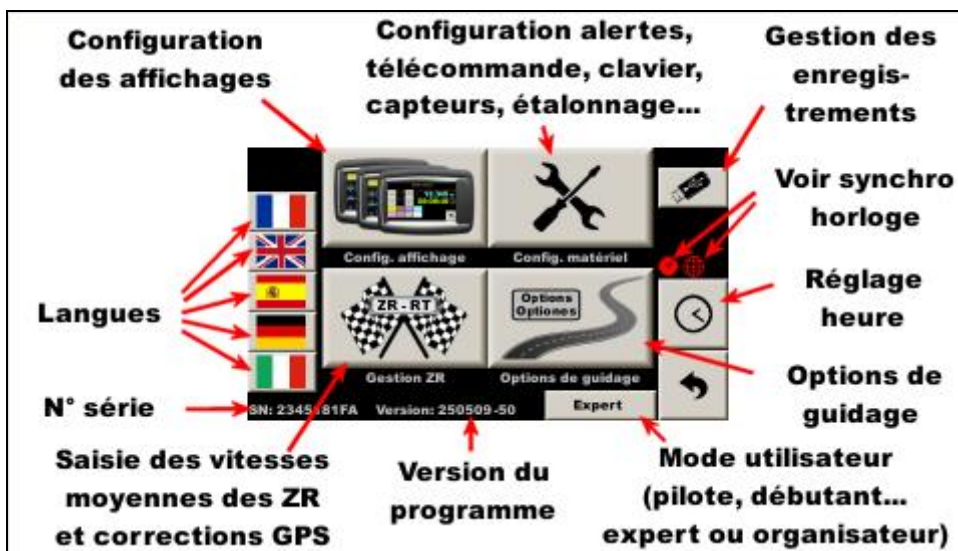 Configuration
des affichages
Configuration alertes,
télécommande, clavier,
capteurs, étalonnage...
Gestion des
enregis-
trements
Voir synchro
horloge
Config. affichage
Config. matériel
Langues
ZR - RT
Options
Optiones
Réglage
heure
Gestion ZR
Options de guidage
Options de
guidage
N° série
SN: 2345181FA
Version: 250509-50
Expert
Saisie des vitesses
moyennes des ZR
et corrections GPS
Version du
programme
Mode utilisateur
(pilote, débutant...
expert ou organisateur)